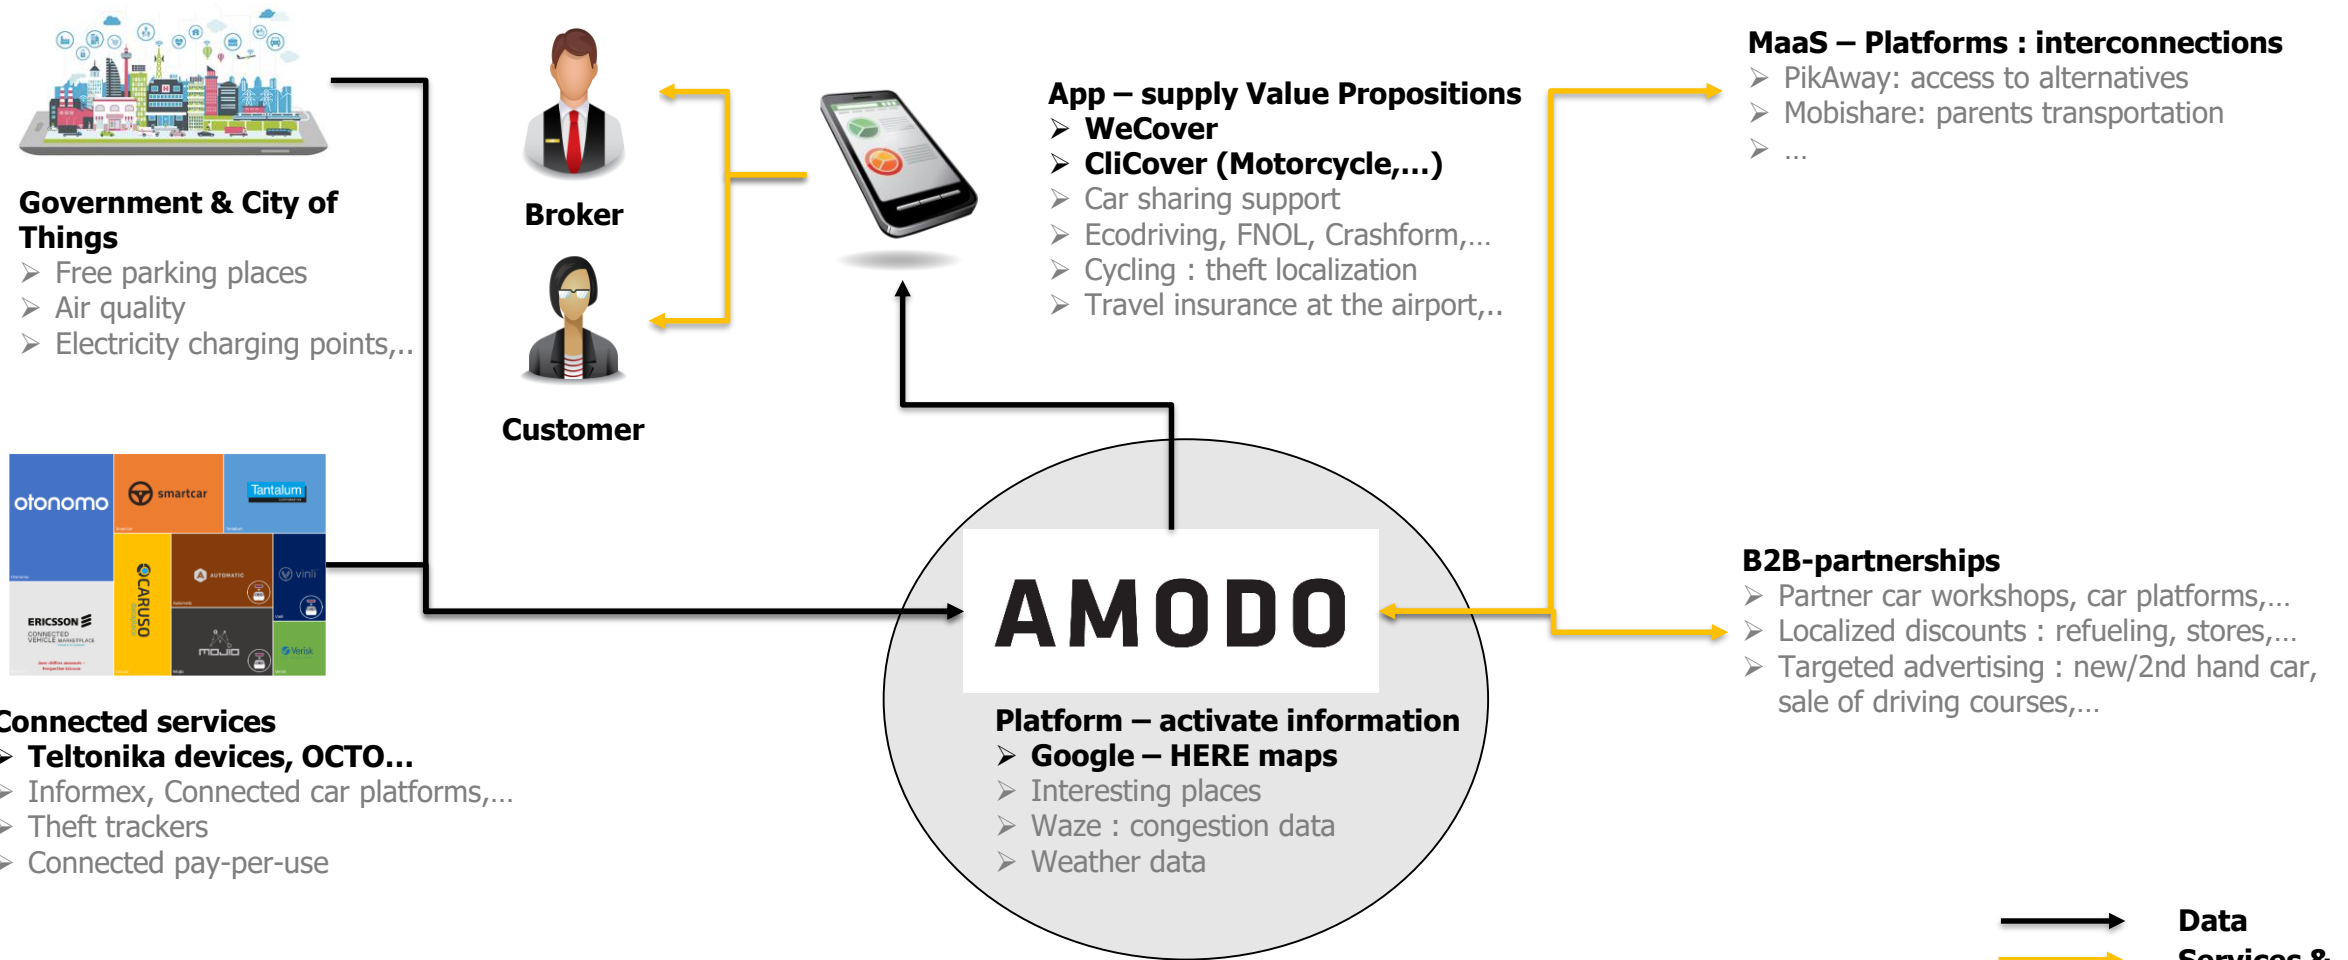 Government & City of
Things
➢ Free parking places
➢ Air quality
➢ Electricity charging points,..
Broker
Customer
App – supply Value Propositions
➢ WeCover
➢ CliCover (Motorcycle,...)
➢ Car sharing support
➢ Ecodriving, FNOL, Crashform,...
➢ Cycling : theft localization
➢ Travel insurance at the airport,..
MaaS – Platforms : interconnections
➢ PikAway: access to alternatives
➢ Mobishare: parents transportation
➢ ...
otonomo
smartcar
Tantalum
CARUSO
AUTOMATIC
vinli
ERICSSON
CONNECTED
VEHICLE MARKETPLACE
mojio
Verisk
Connected services
➢ Teltonika devices, OCTO...
➢ Informex, Connected car platforms,...
➢ Theft trackers
➢ Connected pay-per-use
AMODO
Platform – activate information
➢ Google – HERE maps
➢ Interesting places
➢ Waze : congestion data
➢ Weather data
B2B-partnerships
➢ Partner car workshops, car platforms,...
➢ Localized discounts : refueling, stores,...
➢ Targeted advertising : new/2nd hand car,
sale of driving courses,...
Data
Services &